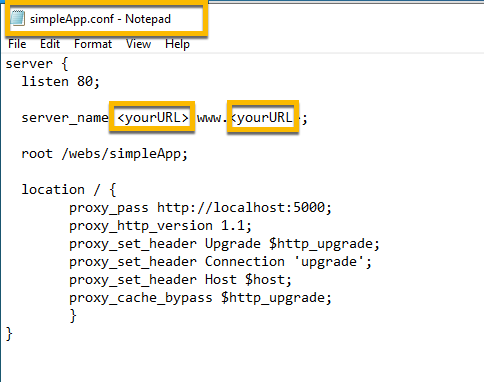 simpleApp.conf - Notepad
File Edit Format View Help
server {
listen 80;
server_name <yourURL> www.<yourURL>;
root /webs/simpleApp;
location / {
proxy_pass http://localhost:5000;
proxy_http_version 1.1;
proxy_set_header Upgrade $http_upgrade;
proxy_set_header Connection 'upgrade';
proxy_set_header Host $host;
proxy_cache_bypass $http_upgrade;
}
}